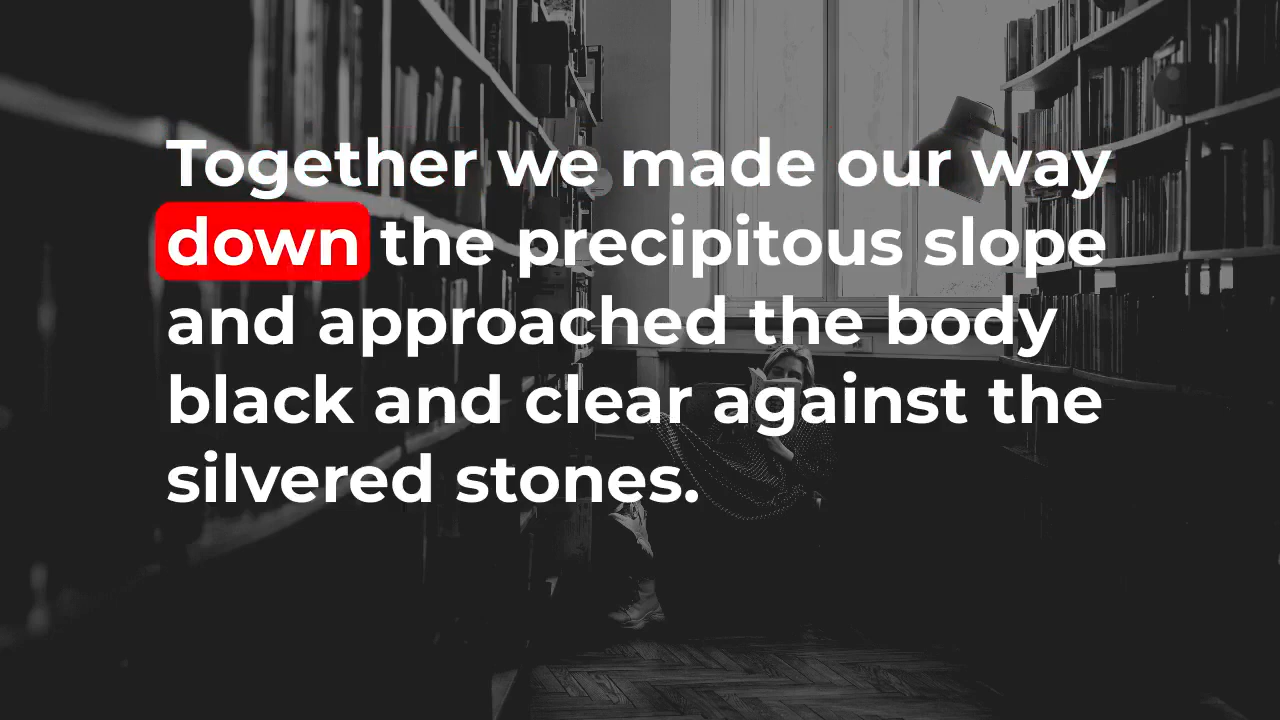 Together we made our way
down the precipitous slope
and approached the body
black and clear against the
silvered stones.